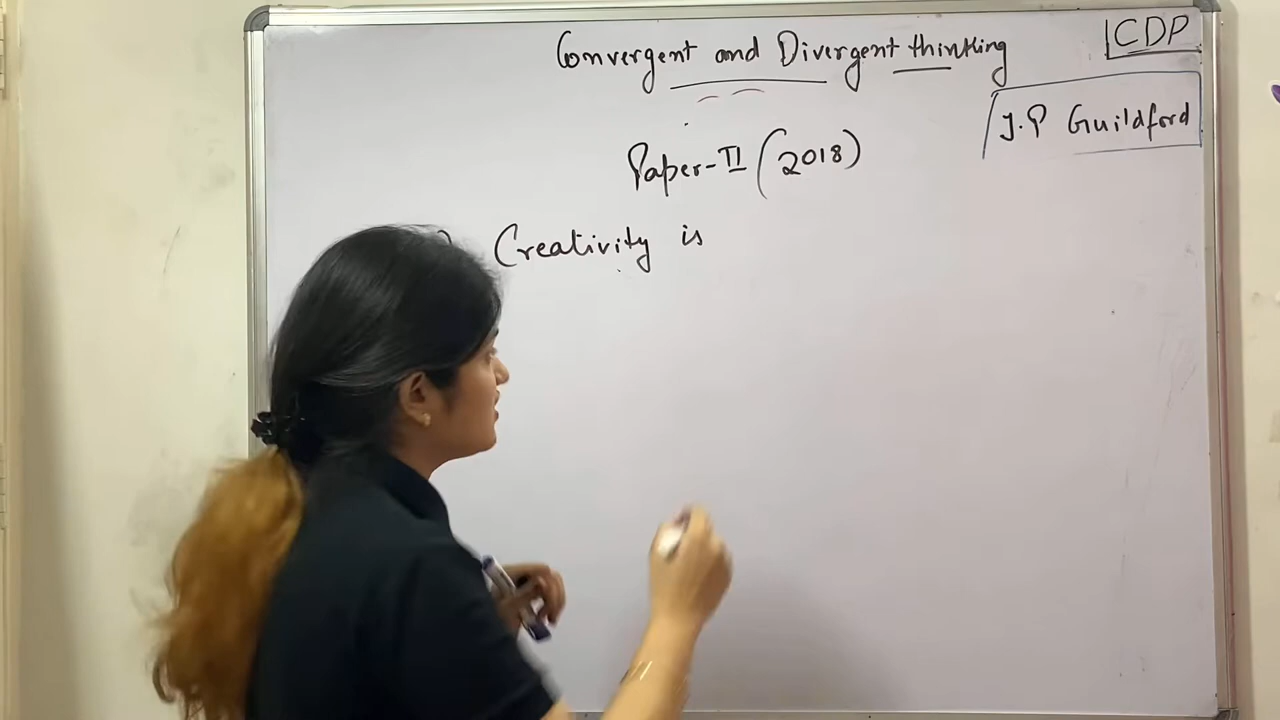 Convergent and Divergent thinking
CDP
J.P Guildford
Paper-II (2018)
Creativity is